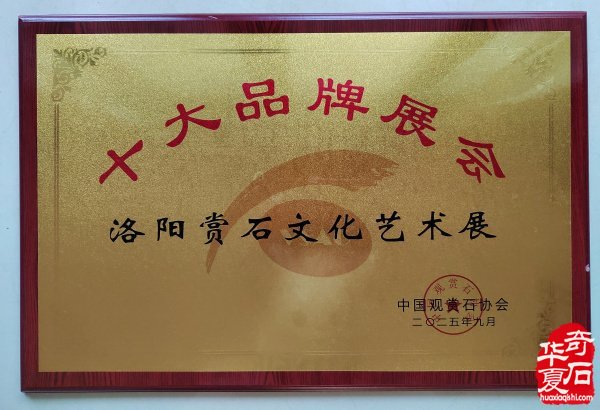 十大品牌展会
洛阳赏石文化艺术展
中国观赏石协会
二〇二五年九月
华夏奇石
huaxiaqishi.com